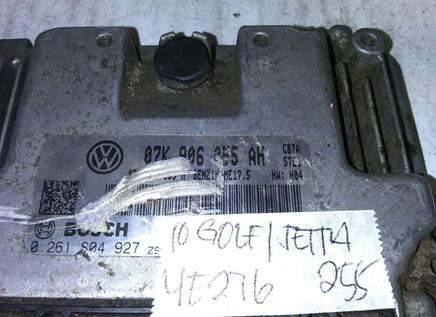 07K 906 055 AH CBTA
BENZIN ME17.5 HW: H04
BOSCH
0 261 S04 927
10 GOLF/JETTA
4E276 255